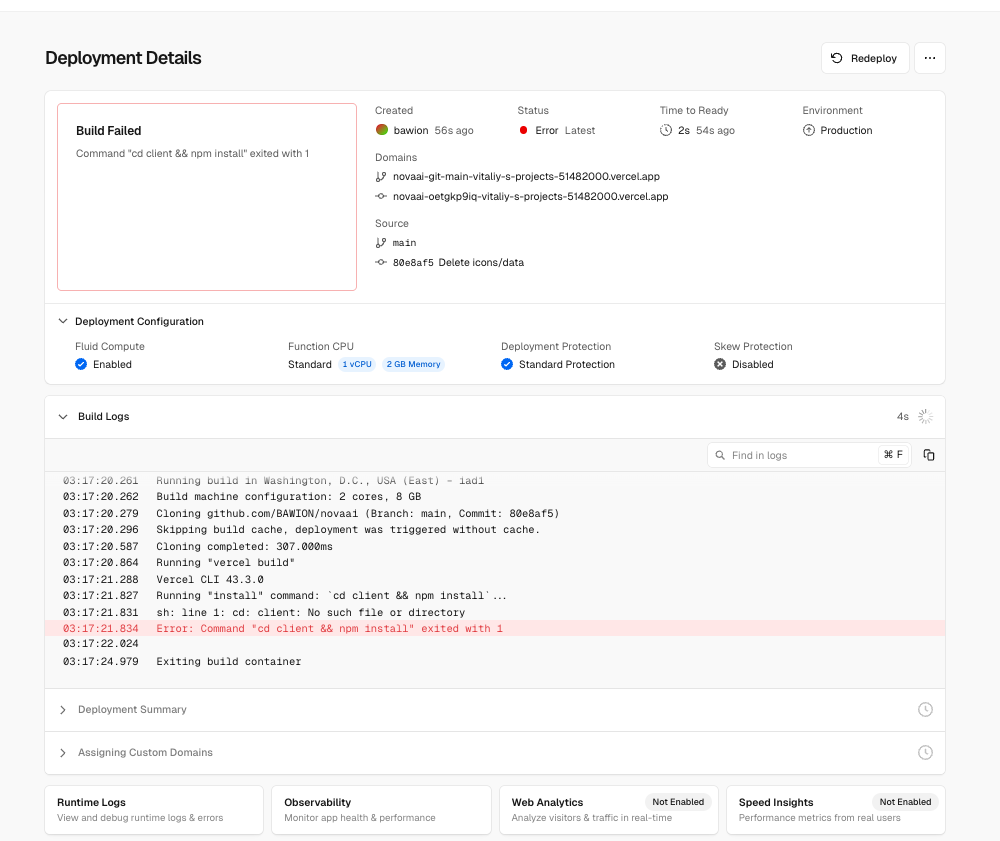 Deployment Details
Redeploy
Build Failed
Command "cd client && npm install" exited with 1
Created
Status
Time to Ready
Environment
bawion 56s ago
Error Latest
2s 54s ago
Production
Domains
novaai-git-main-vitaliy-s-projects-51482000.vercel.app
novaai-oetgkp9iq-vitaliy-s-projects-51482000.vercel.app
Source
main
80e8af5 Delete icons/data
Deployment Configuration
Fluid Compute
Function CPU
Deployment Protection
Skew Protection
Enabled
Standard 1 vCPU 2 GB Memory
Standard Protection
Disabled
Build Logs
4s
Find in logs
⌘ F
03:17:20.261 Running build in Washington, D.C., USA (East) – iad1
03:17:20.262 Build machine configuration: 2 cores, 8 GB
03:17:20.279 Cloning github.com/BAWION/novaai (Branch: main, Commit: 80e8af5)
03:17:20.296 Skipping build cache, deployment was triggered without cache.
03:17:20.587 Cloning completed: 307.000ms
03:17:20.864 Running "vercel build"
03:17:21.288 Vercel CLI 43.3.0
03:17:21.827 Running "install" command: `cd client && npm install`...
03:17:21.831 sh: line 1: cd: client: No such file or directory
03:17:21.834 Error: Command "cd client && npm install" exited with 1
03:17:22.024
03:17:24.979 Exiting build container
Deployment Summary
Assigning Custom Domains
Runtime Logs
View and debug runtime logs & errors
Observability
Monitor app health & performance
Web Analytics
Not Enabled
Analyze visitors & traffic in real-time
Speed Insights
Not Enabled
Performance metrics from real users